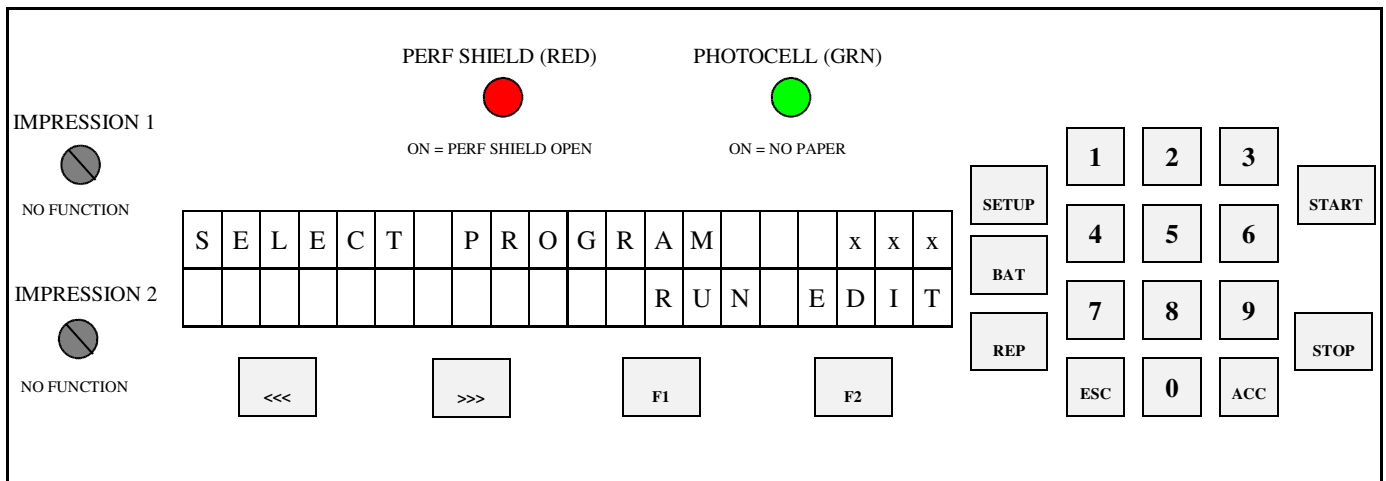 PERF SHIELD (RED)
PHOTOCELL (GRN)
ON = PERF SHIELD OPEN
ON = NO PAPER
IMPRESSION 1
NO FUNCTION
IMPRESSION 2
NO FUNCTION
SELECT PROGRAM xxx
RUN EDIT
<<<
>>>
F1
F2
SETUP
BAT
REP
1 2 3
4 5 6
7 8 9
ESC 0 ACC
START
STOP